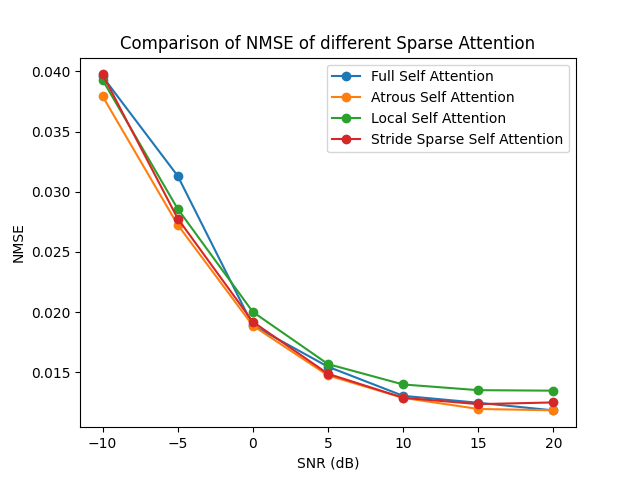 Comparison of NMSE of different Sparse Attention
Full Self Attention
Atrous Self Attention
Local Self Attention
Stride Sparse Self Attention
NMSE
0.040
0.035
0.030
0.025
0.020
0.015
−10
−5
0
5
10
15
20
SNR (dB)